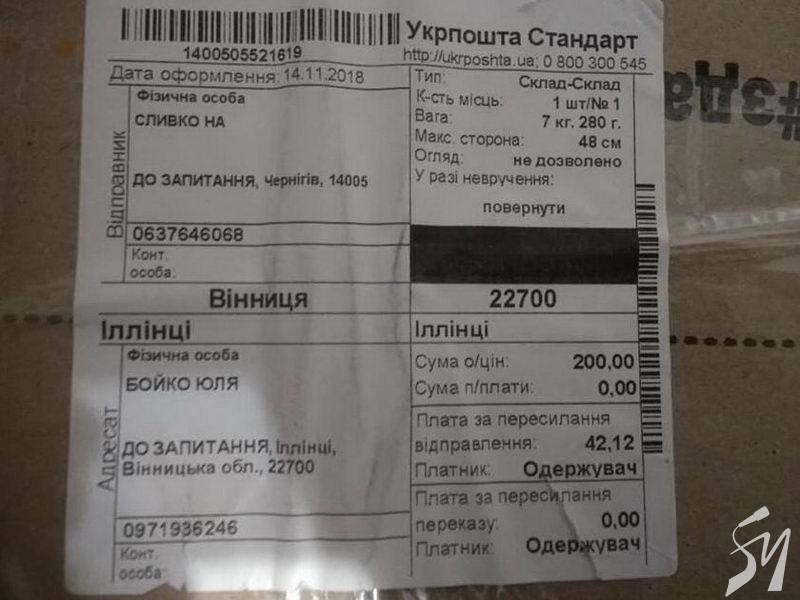 1400505521619
Укрпошта Стандарт
http://ukrposhta.ua; 0 800 300 545
Дата оформлення: 14.11.2018
Відправник
Фізична особа
СЛИВКО НА
ДО ЗАПИТАННЯ, Чернігів, 14005
0637646068
Конт.
особа:
Тип: Склад-Склад
К-сть місць: 1 шт/№ 1
Вага: 7 кг. 280 г.
Макс. сторона: 48 см
Огляд: не дозволено
У разі невручення:
повернути
Вінниця 22700
Іллінці Іллінці
Адресат
Фізична особа
БОЙКО ЮЛЯ
ДО ЗАПИТАННЯ, Іллінці,
Вінницька обл., 22700
0971936246
Конт.
особа:
Сума о/цін: 200,00
Сума п/плати: 0,00
Плата за пересилання
відправлення: 42,12
Платник: Одержувач
Плата за пересилання
переказу: 0,00
Платник: Одержувач